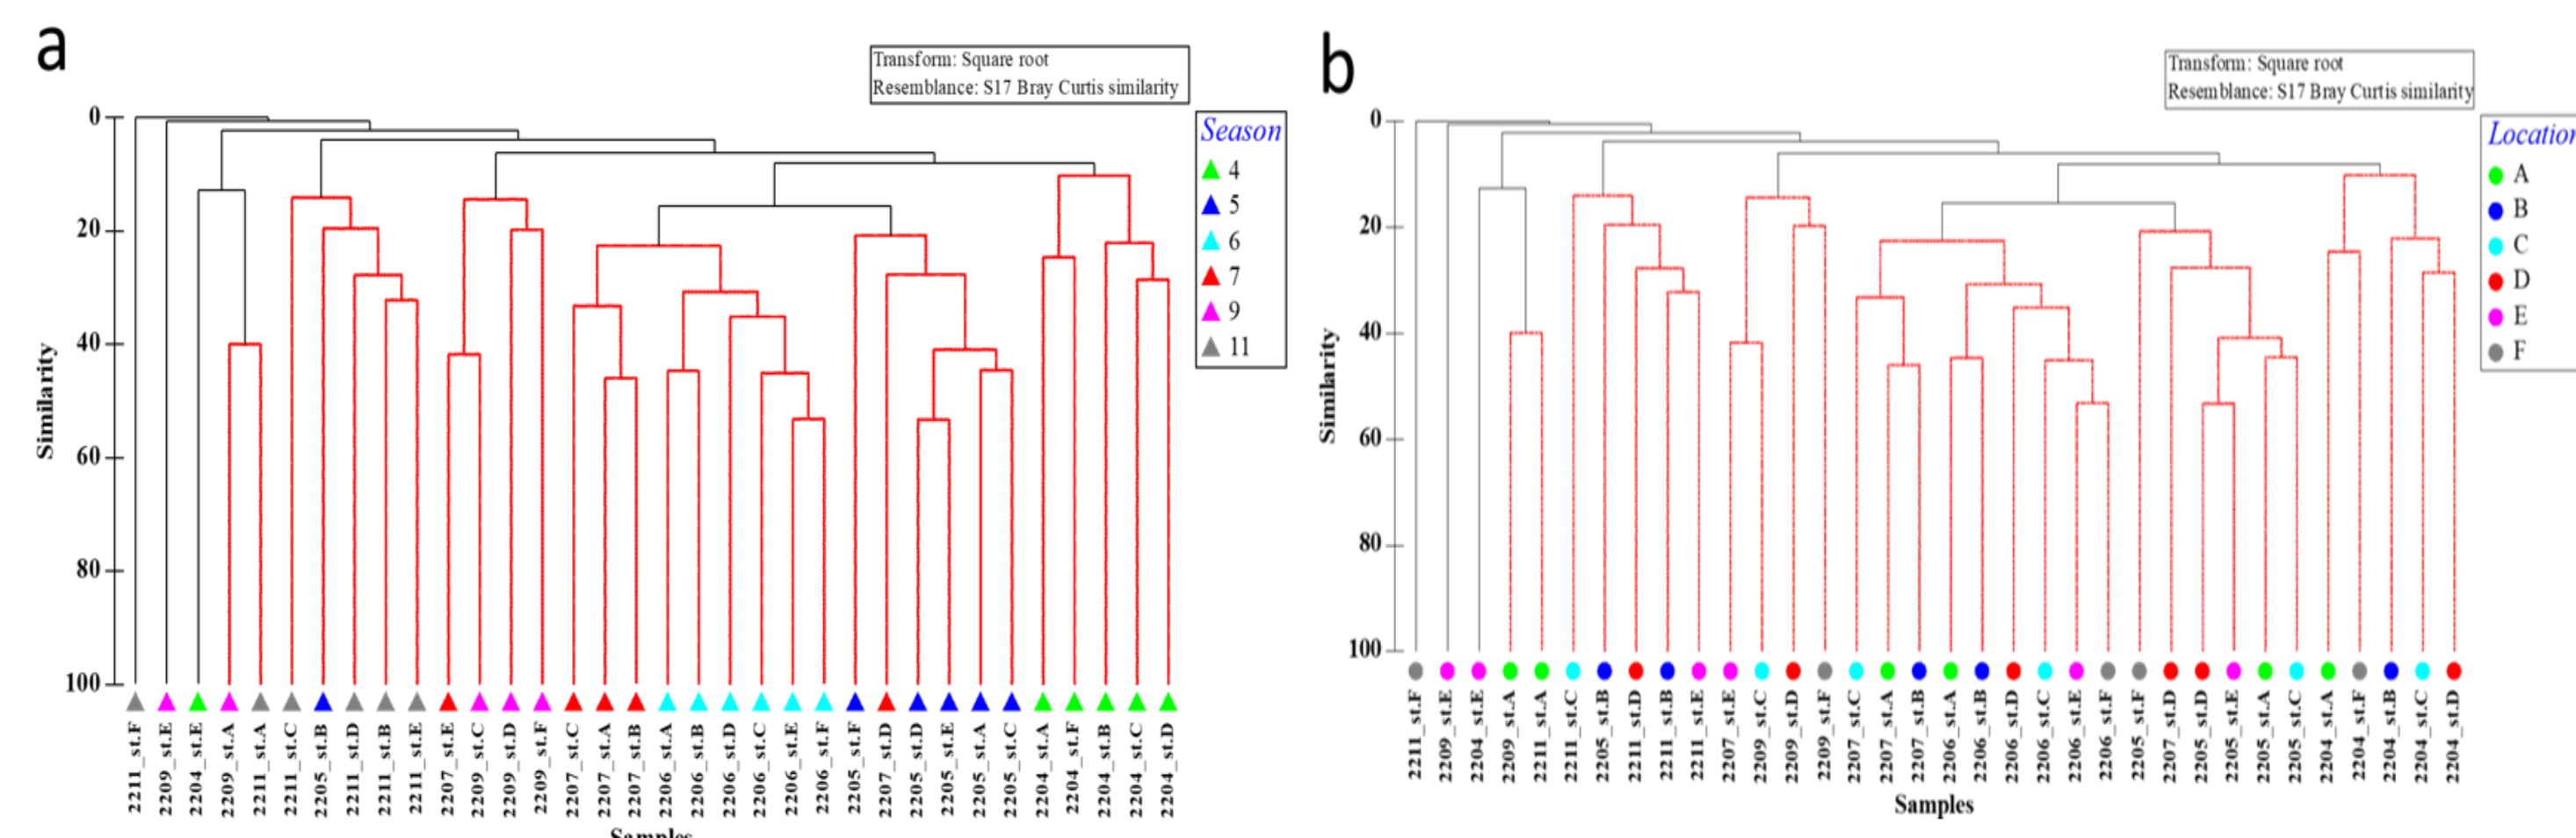 a
Transform: Square root
Resemblance: S17 Bray Curtis similarity
Season
4
5
6
7
9
11
0
20
40
60
80
100
Similarity
2211_st.F
2209_st.E
2204_st.E
2209_st.A
2211_st.A
2211_st.C
2205_st.B
2211_st.D
2211_st.B
2211_st.E
2207_st.E
2209_st.C
2209_st.D
2209_st.F
2207_st.C
2207_st.A
2207_st.B
2206_st.A
2206_st.B
2206_st.D
2206_st.C
2206_st.E
2206_st.F
2205_st.F
2207_st.D
2205_st.D
2205_st.E
2205_st.A
2205_st.C
2204_st.A
2204_st.F
2204_st.B
2204_st.C
2204_st.D
Samples
b
Transform: Square root
Resemblance: S17 Bray Curtis similarity
Location
A
B
C
D
E
F
0
20
40
60
80
100
Similarity
2211_st.F
2209_st.E
2204_st.E
2209_st.A
2211_st.A
2211_st.C
2205_st.B
2211_st.D
2211_st.B
2211_st.E
2207_st.E
2209_st.C
2209_st.D
2209_st.F
2207_st.C
2207_st.A
2207_st.B
2206_st.A
2206_st.B
2206_st.D
2206_st.C
2206_st.E
2206_st.F
2205_st.F
2207_st.D
2205_st.D
2205_st.E
2205_st.A
2205_st.C
2204_st.A
2204_st.F
2204_st.B
2204_st.C
2204_st.D
Samples